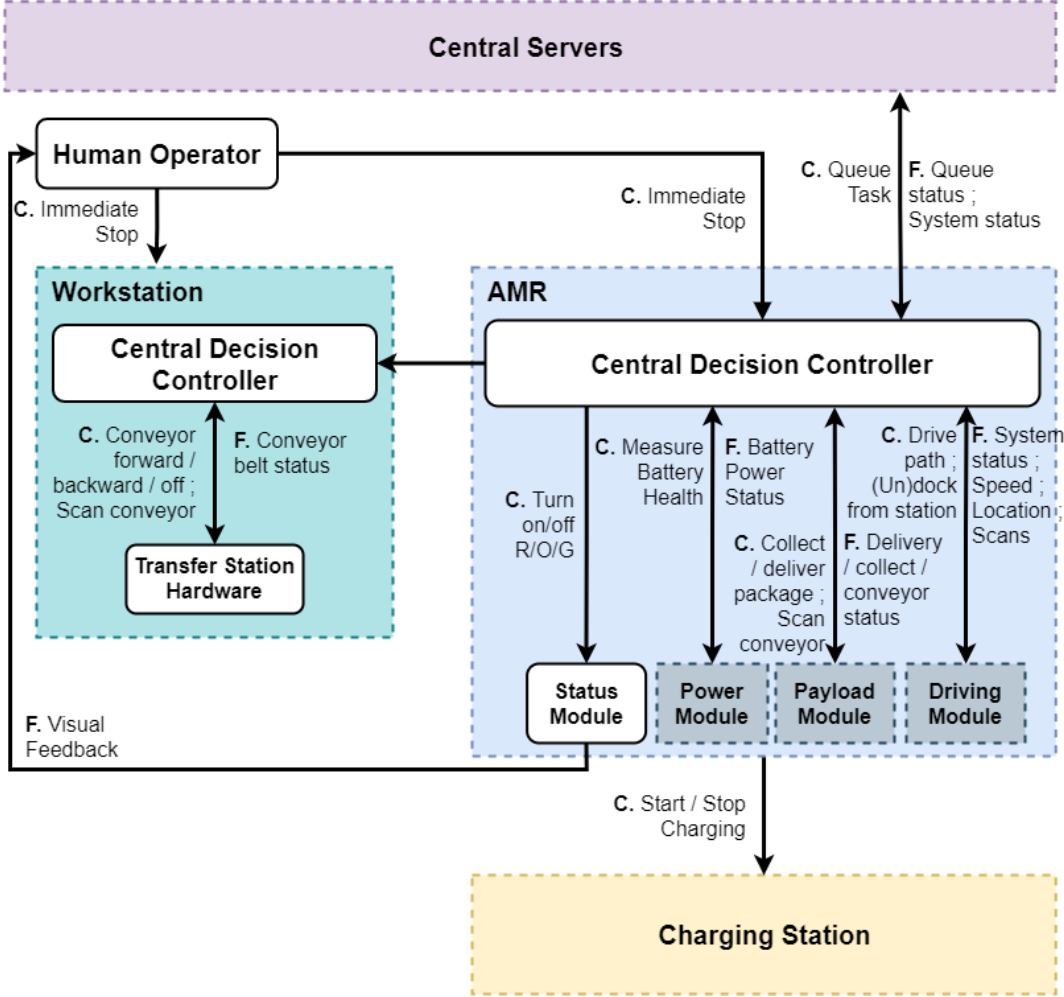 Central Servers
Human Operator
C. Immediate
Stop
C. Immediate
Stop
C. Queue
Task
F. Queue
status ;
System status
Workstation
Central Decision
Controller
C. Conveyor
forward /
backward / off ;
Scan conveyor
F. Conveyor
belt status
Transfer Station
Hardware
AMR
Central Decision Controller
C. Turn
on/off
R/O/G
C. Measure
Battery
Health
F. Battery
Power
Status
C. Collect
/ deliver
package ;
Scan
conveyor
F. Delivery
/ collect /
conveyor
status
C. Drive
path ;
(Un)dock
from station
F. System
status ;
Speed ;
Location ;
Scans
Status
Module
Power
Module
Payload
Module
Driving
Module
F. Visual
Feedback
C. Start / Stop
Charging
Charging Station